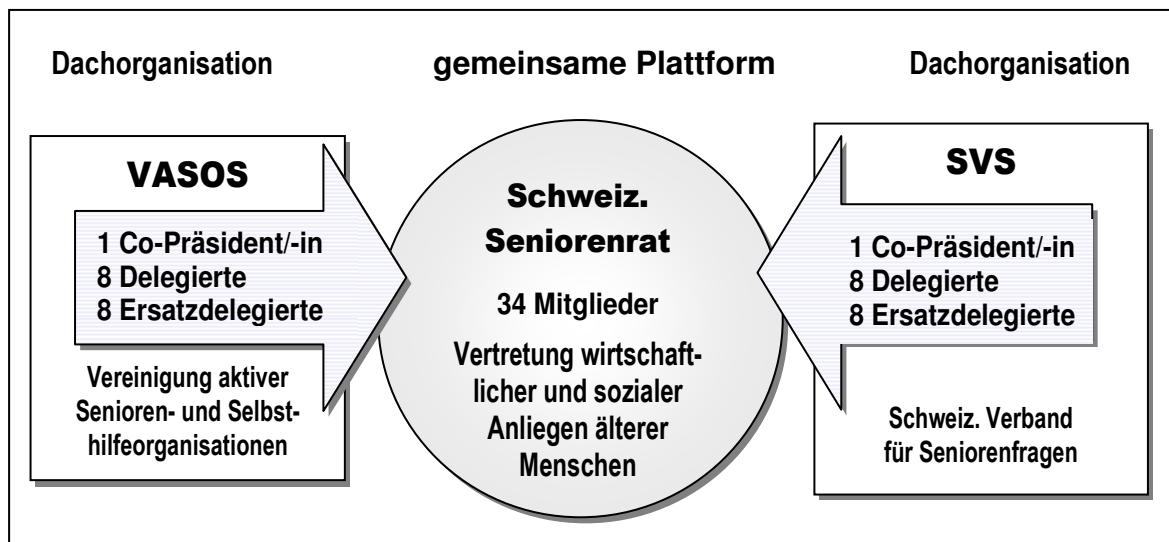 Dachorganisation
gemeinsame Plattform
Dachorganisation
VASOS
1 Co-Präsident/-in
8 Delegierte
8 Ersatzdelegierte
Vereinigung aktiver
Senioren- und Selbst-
hilfeorganisationen
Schweiz.
Seniorenrat
34 Mitglieder
Vertretung wirtschaft-
licher und sozialer
Anliegen älterer
Menschen
SVS
1 Co-Präsident/-in
8 Delegierte
8 Ersatzdelegierte
Schweiz. Verband
für Seniorenfragen